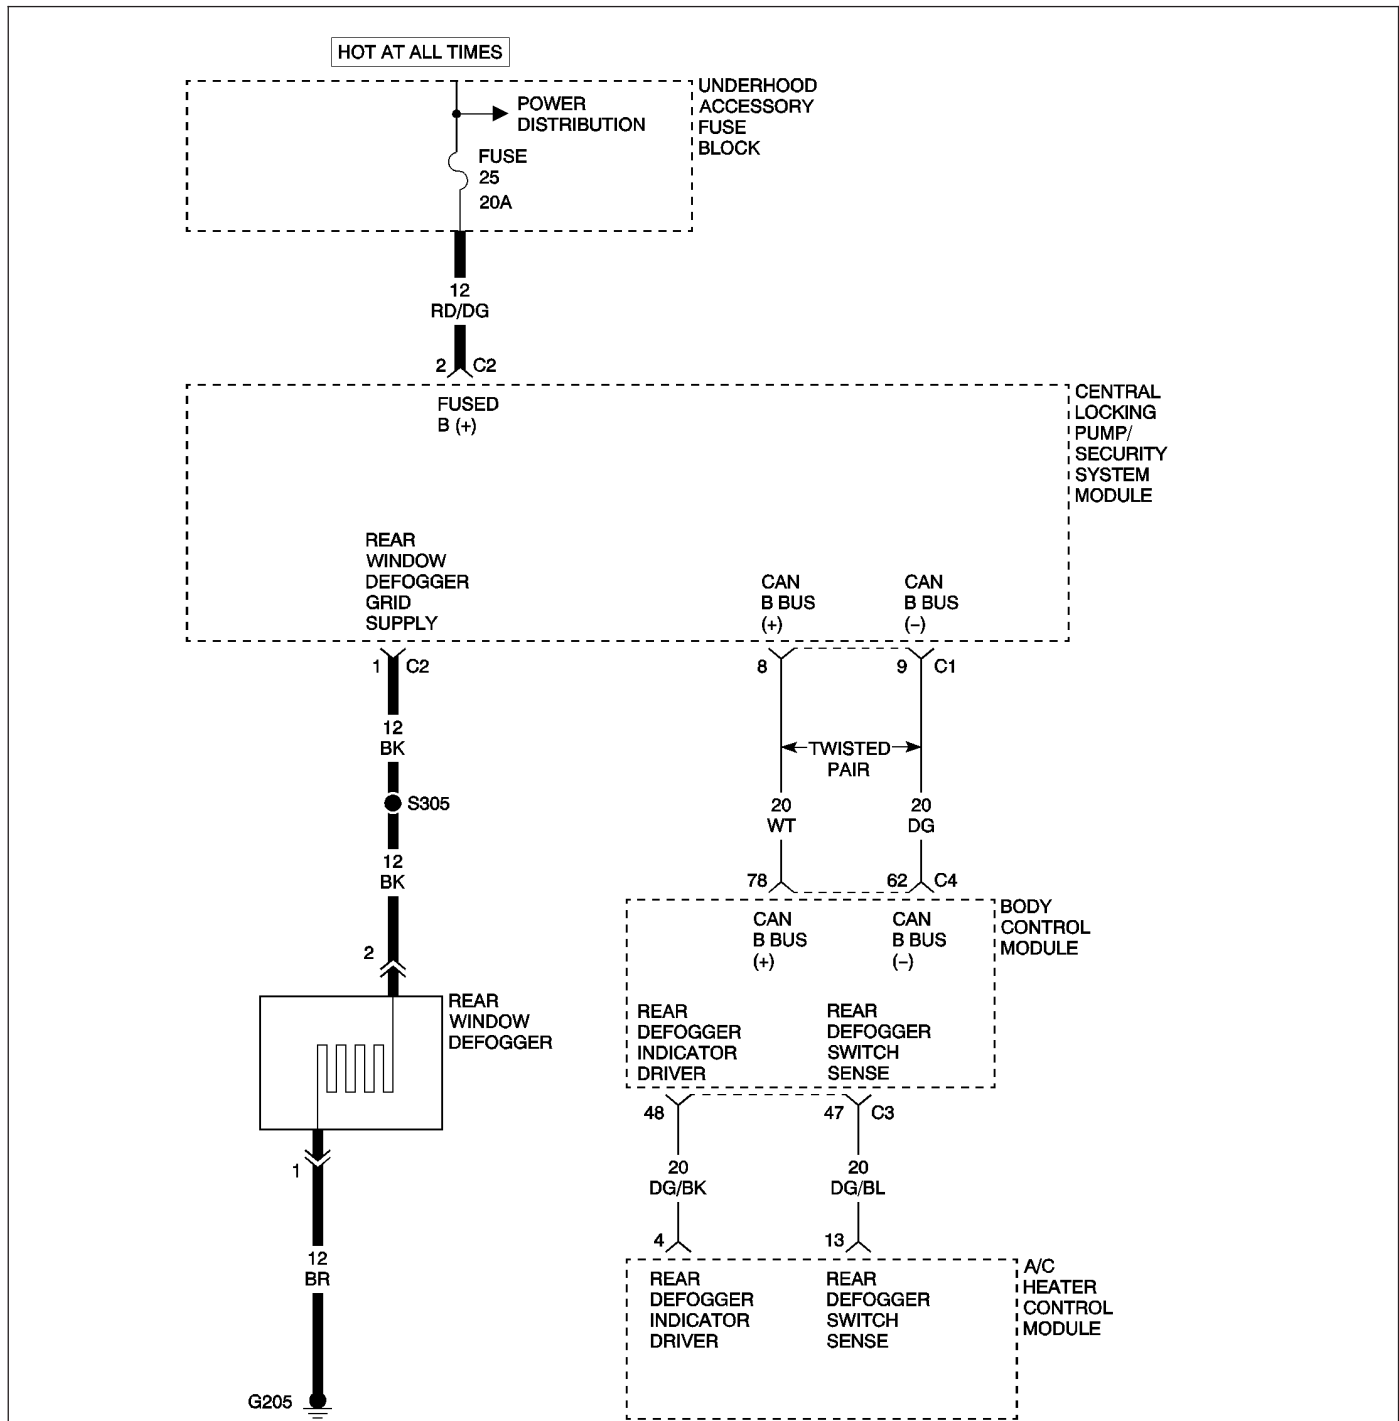 HOT AT ALL TIMES
UNDERHOOD
ACCESSORY
FUSE
BLOCK
POWER
DISTRIBUTION
FUSE
25
20A
12
RD/DG
2 C2
FUSED
B (+)
CENTRAL
LOCKING
PUMP/
SECURITY
SYSTEM
MODULE
REAR
WINDOW
DEFOGGER
GRID
SUPPLY
CAN
B BUS
(+)
CAN
B BUS
(−)
1 C2
8
9 C1
12
BK
TWISTED
PAIR
S305
20
WT
20
DG
12
BK
78
62 C4
BODY
CONTROL
MODULE
CAN
B BUS
(+)
CAN
B BUS
(−)
2
REAR
WINDOW
DEFOGGER
REAR
DEFOGGER
INDICATOR
DRIVER
REAR
DEFOGGER
SWITCH
SENSE
48
47 C3
1
20
DG/BK
20
DG/BL
4
13
12
BR
A/C
HEATER
CONTROL
MODULE
REAR
DEFOGGER
INDICATOR
DRIVER
REAR
DEFOGGER
SWITCH
SENSE
G205